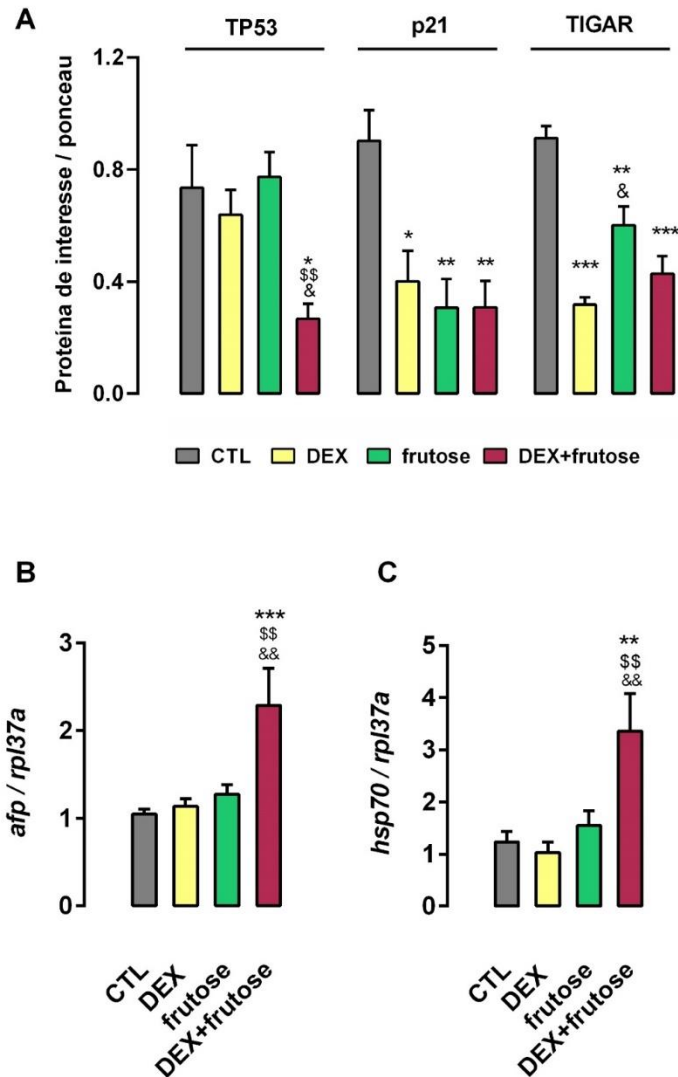 A
TP53 p21 TIGAR
Proteína de interesse / ponceau
1.2
0.8
0.4
0.0
*
$$
&
*
**
**
***
**
&
***
CTL DEX frutose DEX+frutose
B
afp / rpl37a
3
2
1
0
***
$$
&&
CTL
DEX
frutose
DEX+frutose
C
hsp70 / rpl37a
5
4
3
2
1
0
**
$$
&&
CTL
DEX
frutose
DEX+frutose